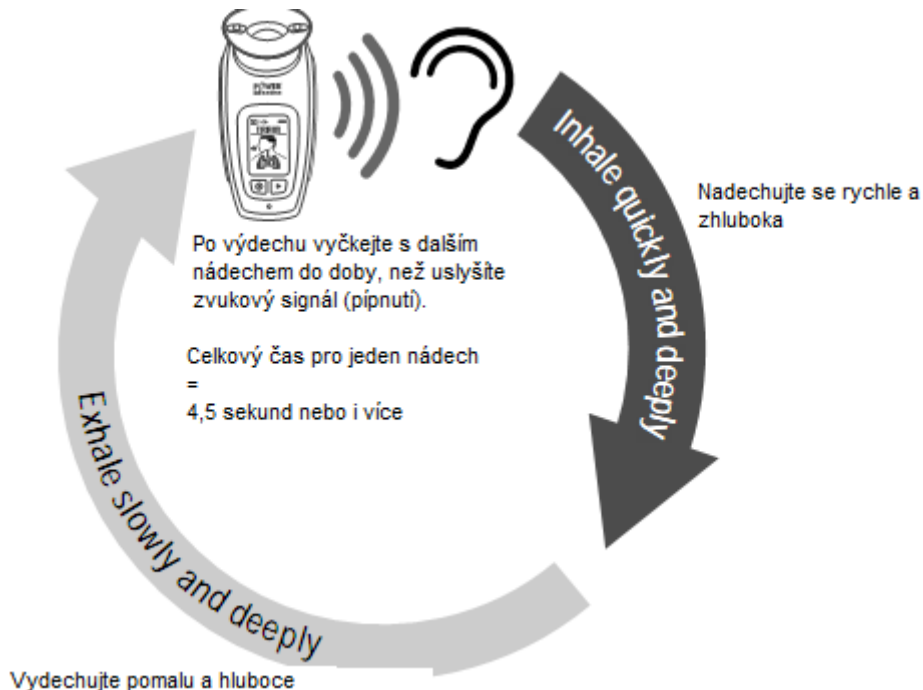 POWER
Inhale quickly and deeply
Nadechujte se rychle a
zhluboka
Po výdechu vyčkejte s dalším
nádechem do doby, než uslyšíte
zvukový signál (pípnutí).
Celkový čas pro jeden nádech
=
4,5 sekund nebo i více
Exhale slowly and deeply
Vydechujte pomalu a hluboce